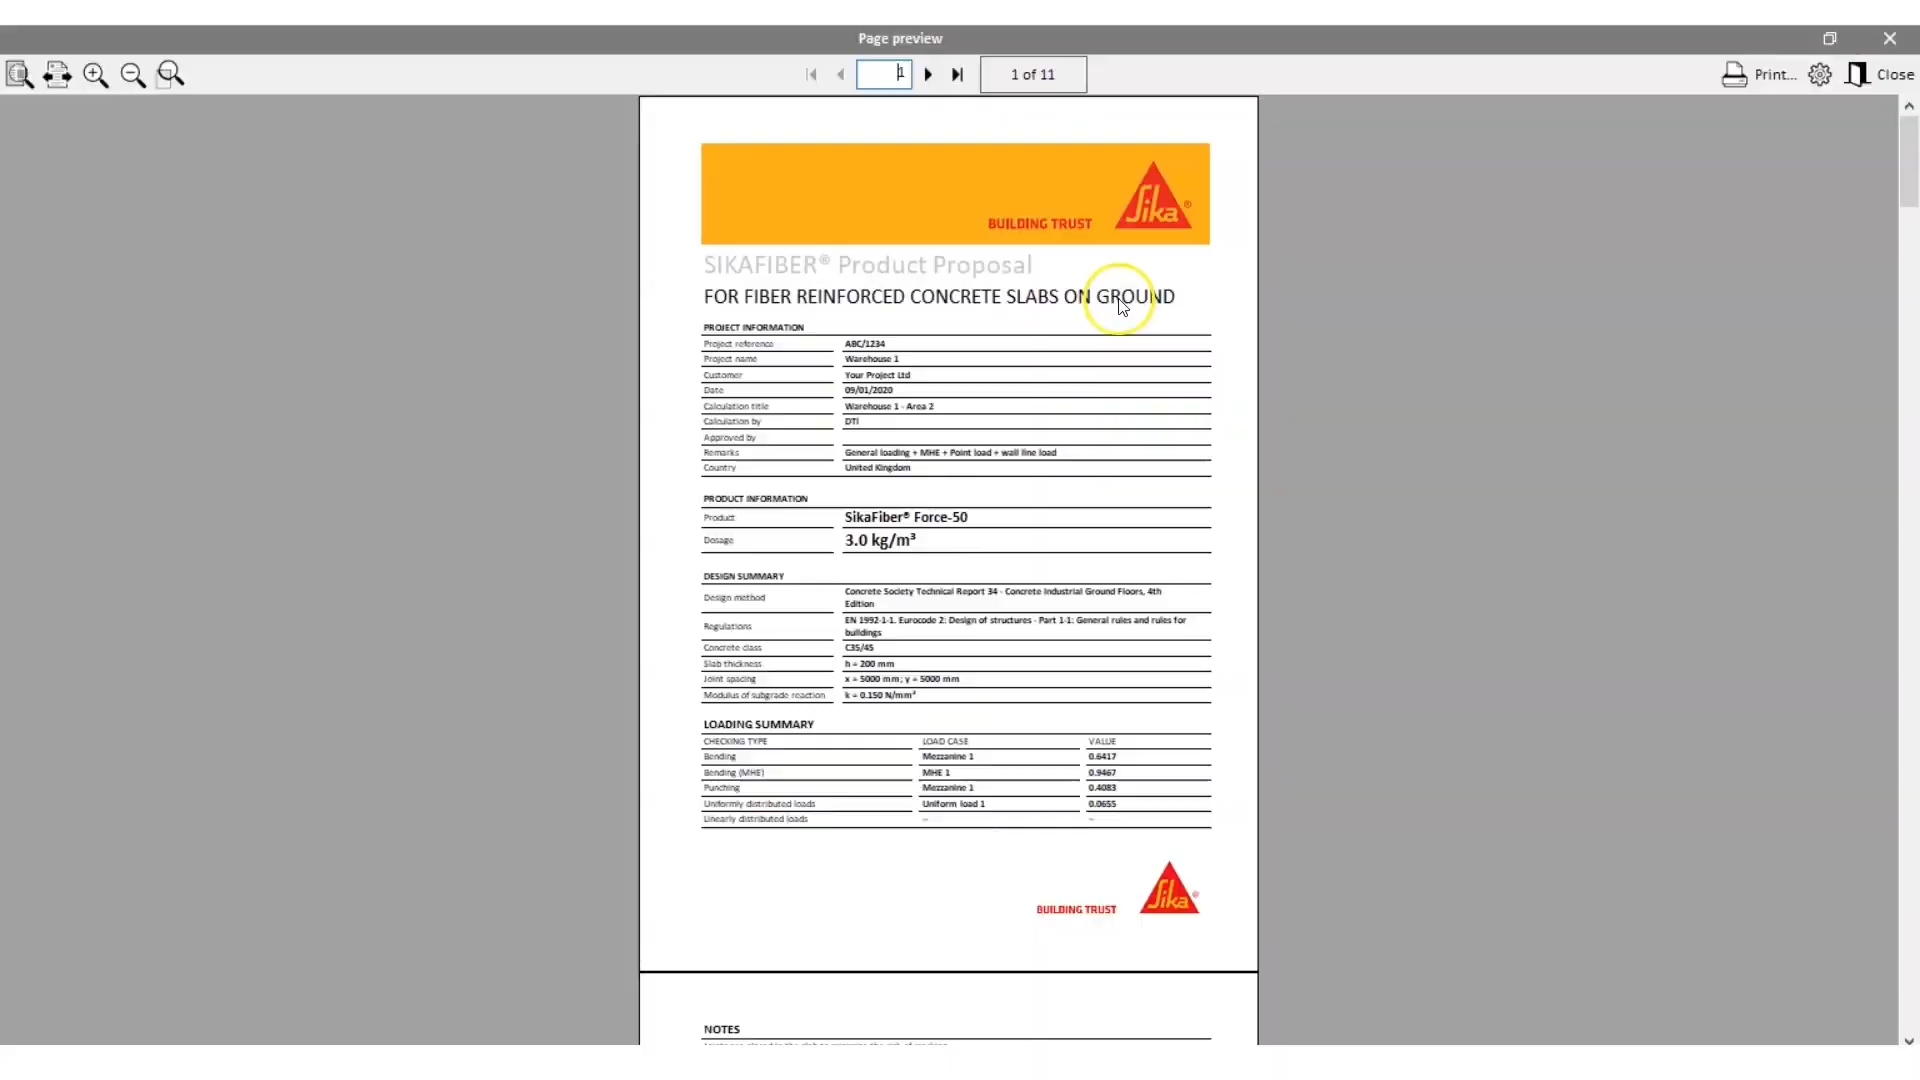 Page preview
1 1 of 11 Print... Close
BUILDING TRUST Sika®
SIKAFIBER® Product Proposal
FOR FIBER REINFORCED CONCRETE SLABS ON GROUND
PROJECT INFORMATION
Project reference ABC/1234
Project name Warehouse 1
Customer Your Project Ltd
Date 09/01/2020
Calculation title Warehouse 1 - Area 2
Calculation by DTI
Approved by
Remarks General loading + MHE + Point load + wall line load
Country United Kingdom
PRODUCT INFORMATION
Product SikaFiber® Force-50
Dosage 3.0 kg/m³
DESIGN SUMMARY
Design method Concrete Society Technical Report 34 - Concrete Industrial Ground Floors, 4th
Edition
Regulations EN 1992-1-1. Eurocode 2: Design of structures - Part 1-1: General rules and rules for
buildings
Concrete class C35/45
Slab thickness h = 200 mm
Joint spacing x = 5000 mm; y = 5000 mm
Modulus of subgrade reaction k = 0.150 N/mm³
LOADING SUMMARY
CHECKING TYPE LOAD CASE VALUE
Bending Mezzanine 1 0.6417
Bending (MHE) MHE 1 0.9467
Punching Mezzanine 1 0.4083
Uniformly distributed loads Uniform load 1 0.0655
Linearly distributed loads – –
BUILDING TRUST Sika®
NOTES